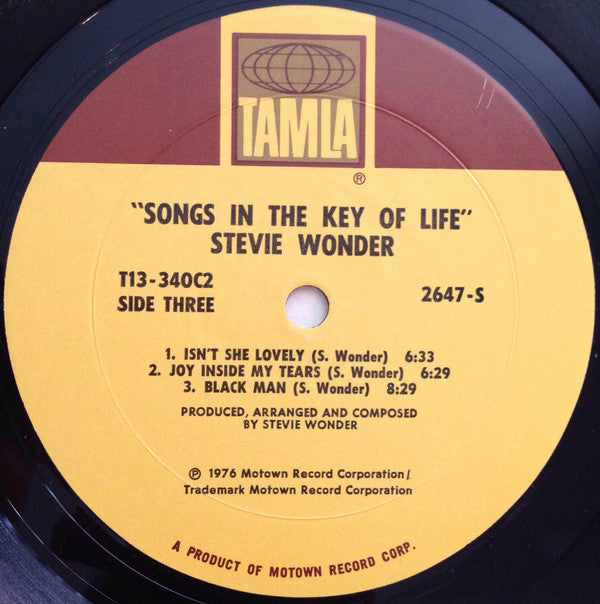 TAMLA
®
"SONGS IN THE KEY OF LIFE"
STEVIE WONDER
T13-340C2
SIDE THREE
2647-S
1. ISN'T SHE LOVELY (S. Wonder) 6:33
2. JOY INSIDE MY TEARS (S. Wonder) 6:29
3. BLACK MAN (S. Wonder) 8:29
PRODUCED, ARRANGED AND COMPOSED
BY STEVIE WONDER
℗ 1976 Motown Record Corporation/
Trademark Motown Record Corporation
A PRODUCT OF MOTOWN RECORD CORP.